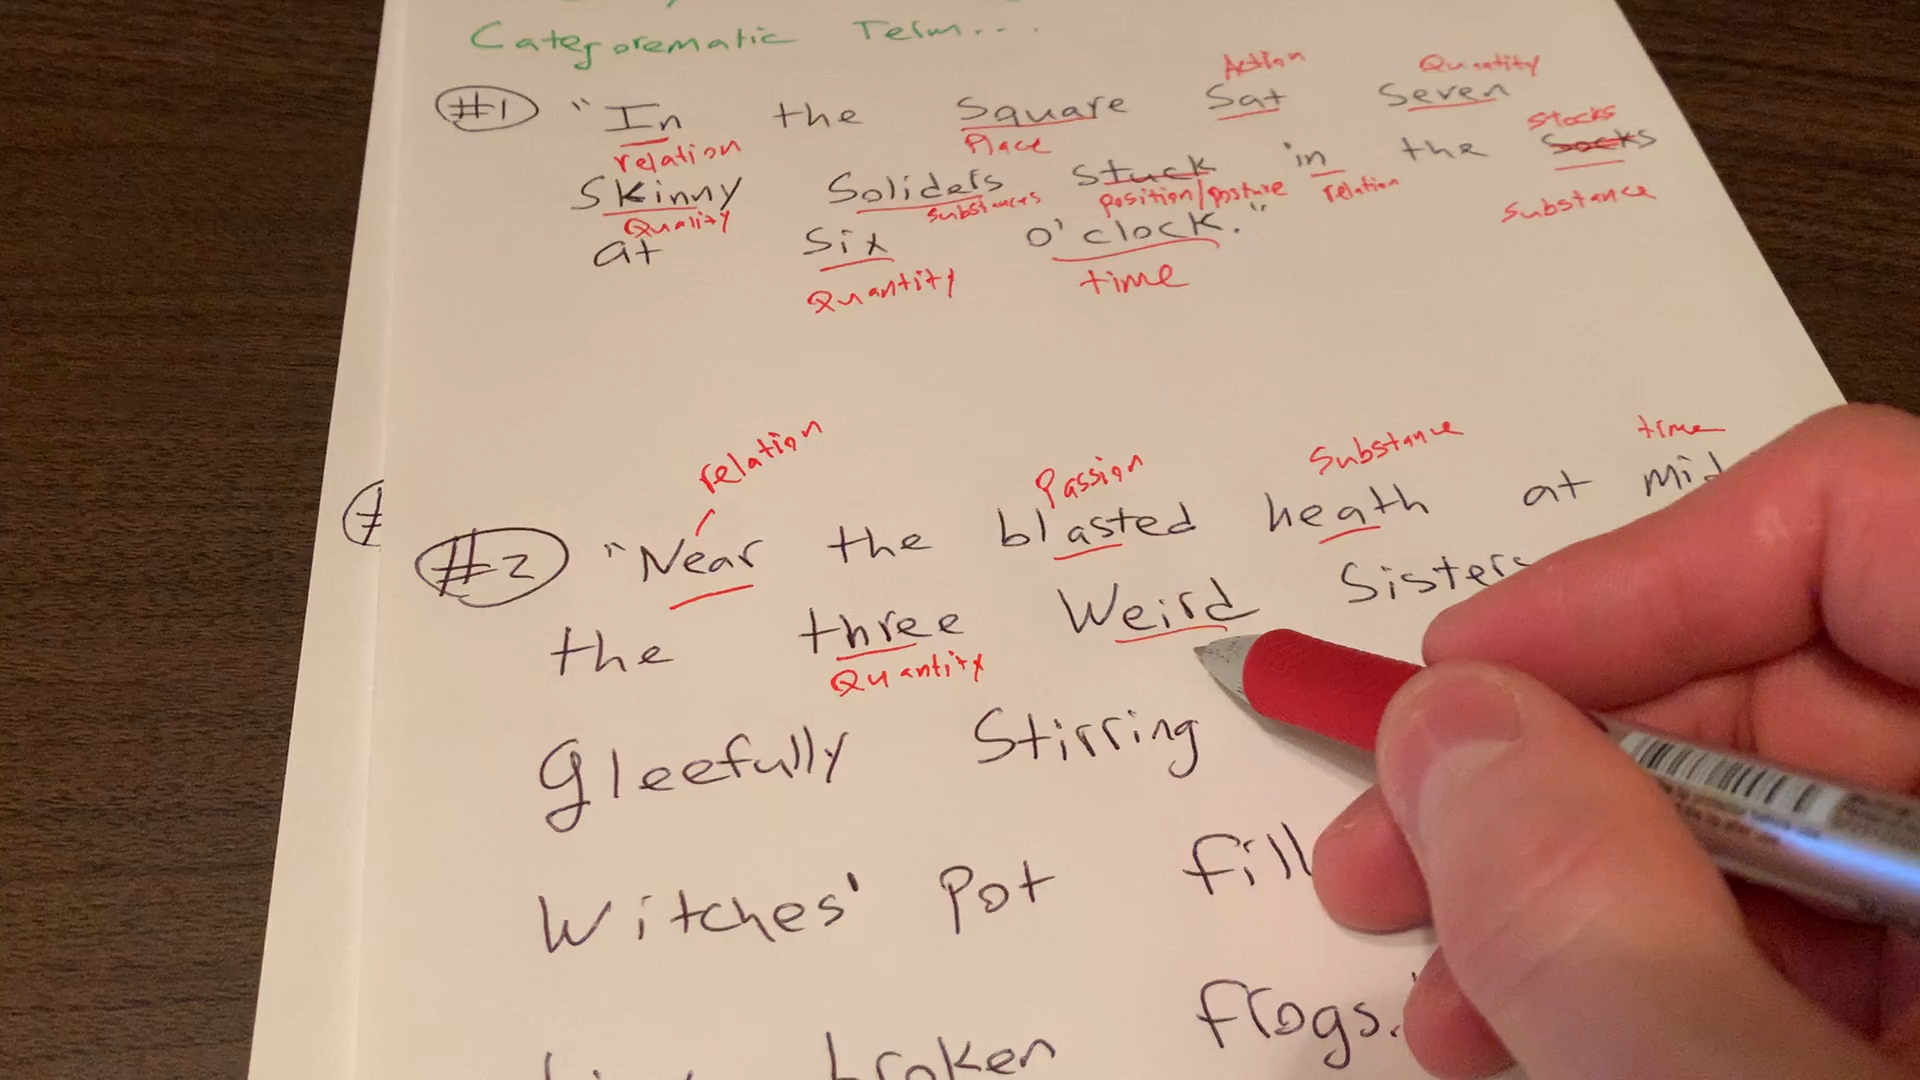 Categorematic Term...
Action Quantity
#1 "In the Square Sat Seven
relation Place Stocks
Skinny Soliders Stuck in the Socks
Quality Substances position/posture relation Substance
at Six O'clock."
Quantity time
relation Passion Substance time
#2 "Near the blasted heath at mid
the three Weird Sisters
Quantity
Gleefully Stirring
Witches' Pot fill
broken frogs.